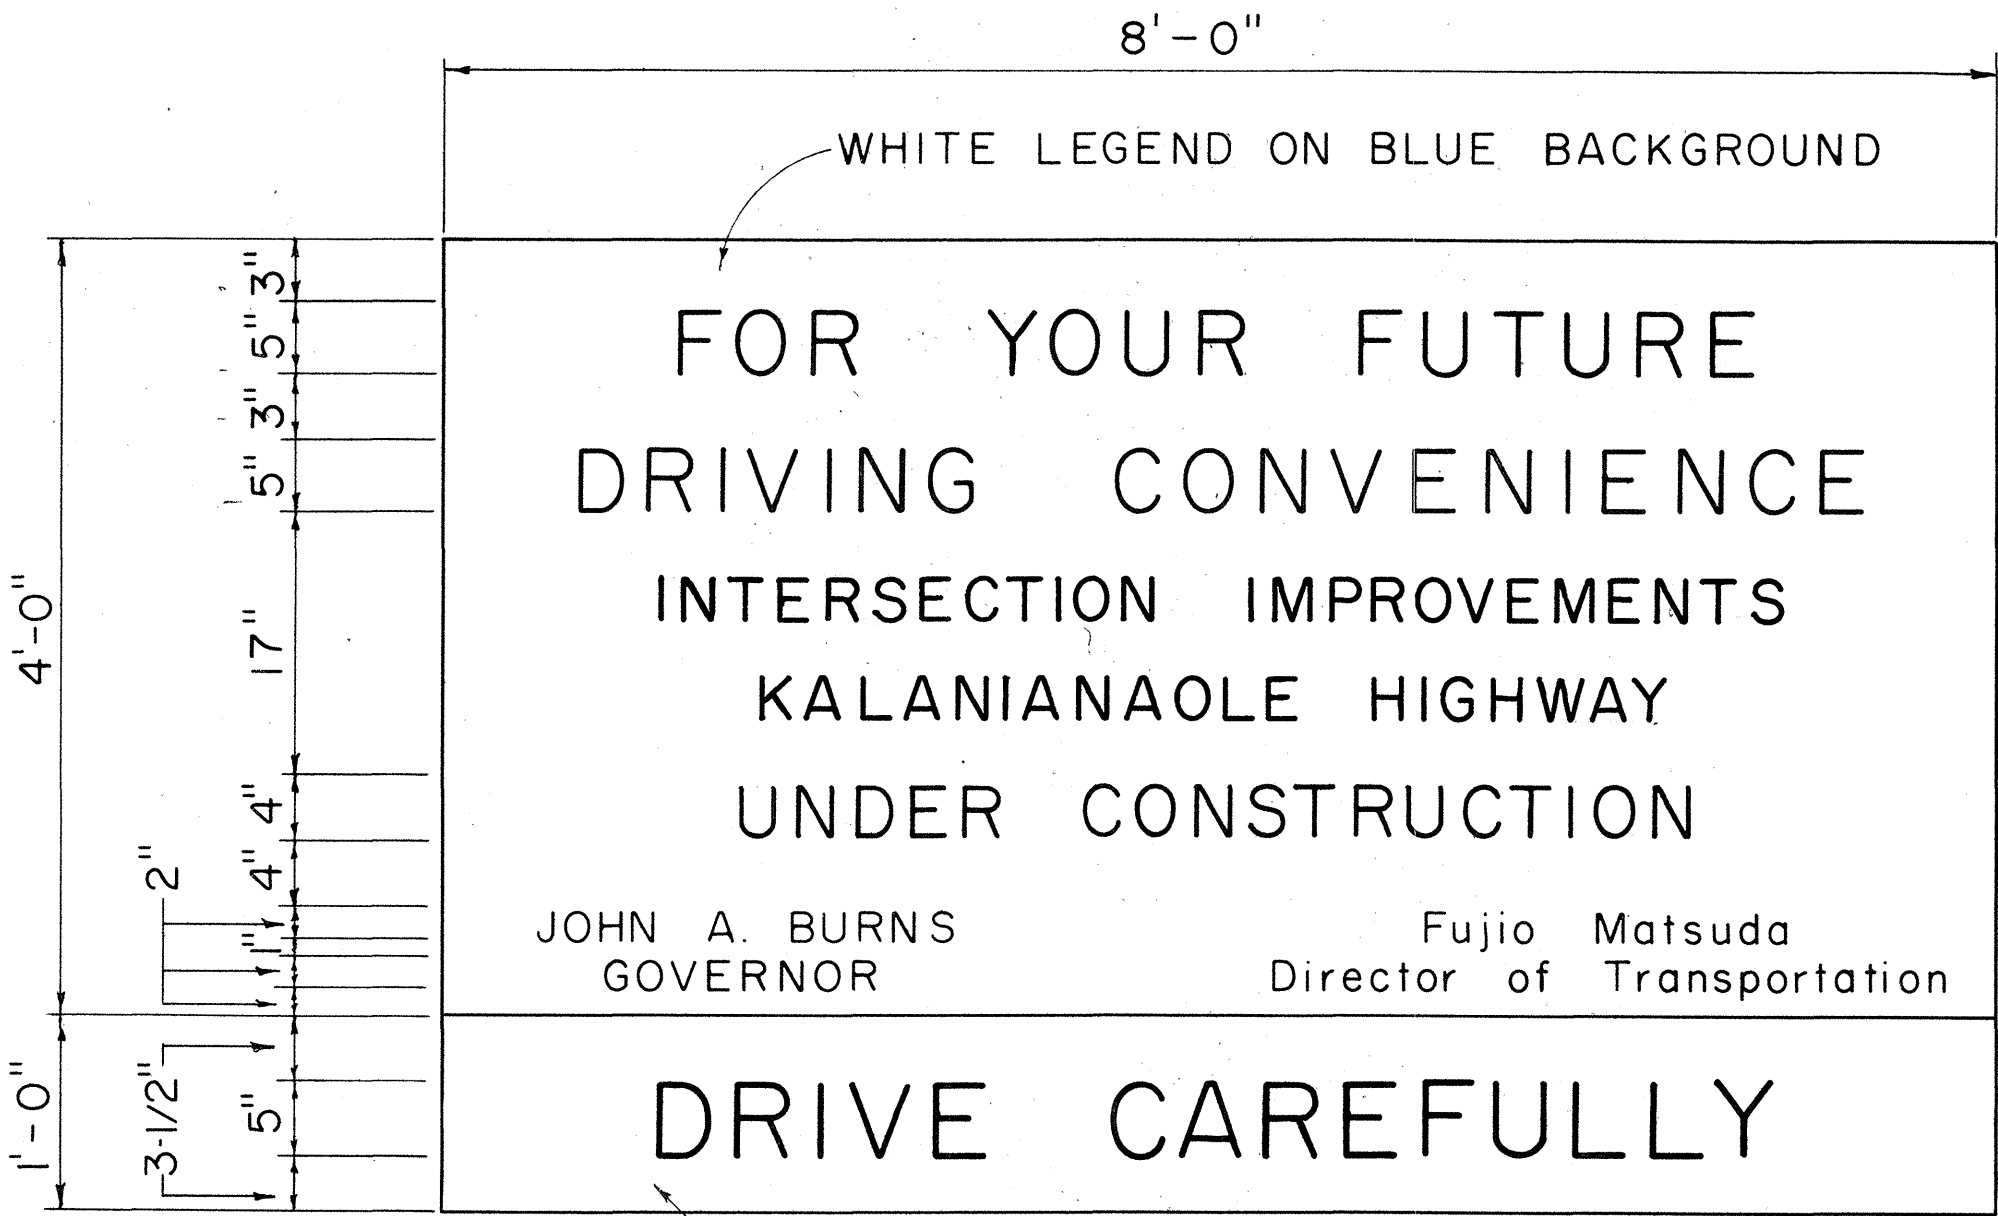 8'-0"
WHITE LEGEND ON BLUE BACKGROUND
FOR YOUR FUTURE
DRIVING CONVENIENCE
INTERSECTION IMPROVEMENTS
KALANIANAOLE HIGHWAY
UNDER CONSTRUCTION
JOHN A. BURNS
GOVERNOR
Fujio Matsuda
Director of Transportation
DRIVE CAREFULLY
4'-0"
1'-0"
3"
5"
3"
5"
17"
4"
4"
2"
1"
3-1/2"
5"